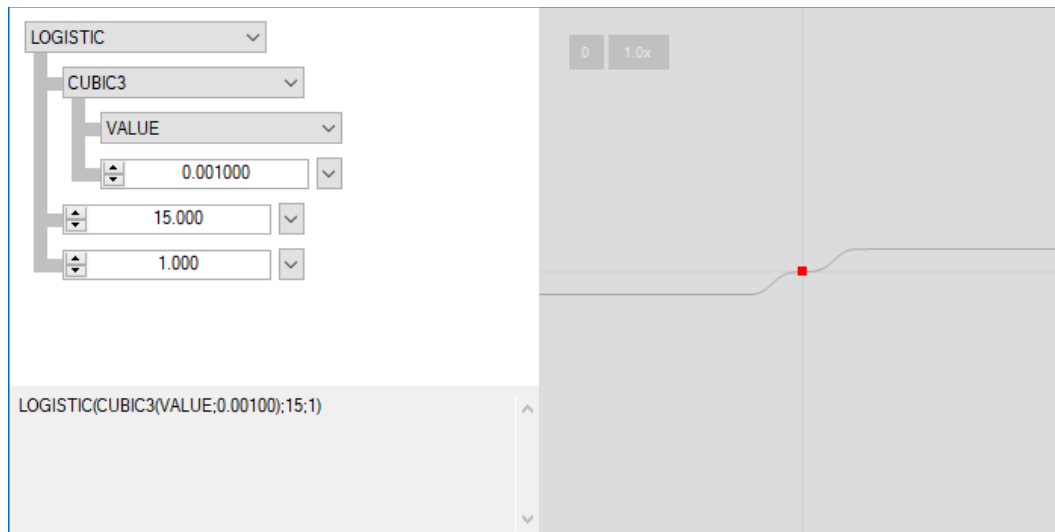 LOGISTIC
0 1.0x
CUBIC3
VALUE
0.001000
15.000
1.000
LOGISTIC(CUBIC3(VALUE;0.00100);15;1)